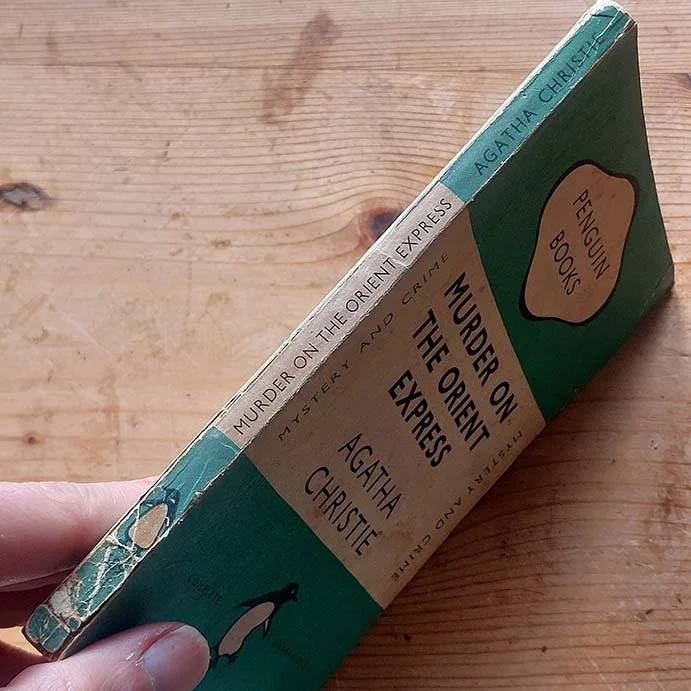 AGATHA CHRISTIE
MURDER ON THE ORIENT EXPRESS
PENGUIN
BOOKS
MYSTERY AND CRIME
MURDER ON
THE ORIENT
EXPRESS
AGATHA
CHRISTIE
MYSTERY AND CRIME
COMPLETE
UNABRIDGED